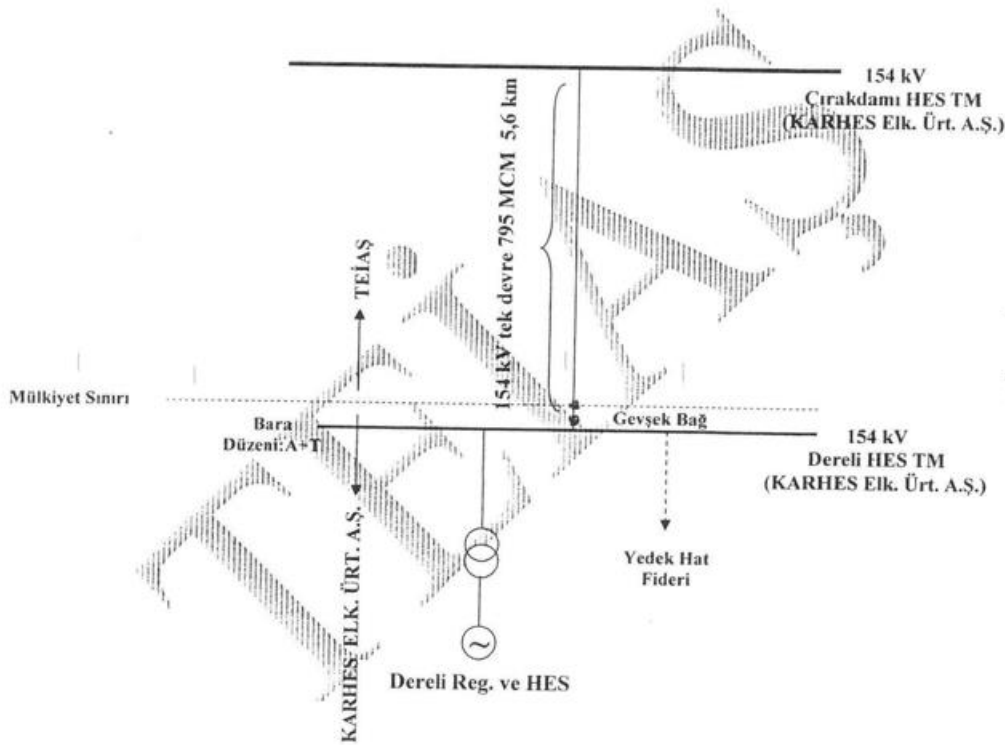 154 kV
Çırakdamı HES TM
(KARHES Elk. Ürt. A.Ş.)
154 kV tek devre 795 MCM 5,6 km
TEİAŞ
Mülkiyet Sınırı
Bara
Düzeni:A+T
Gevşek Bağ
154 kV
Dereli HES TM
(KARHES Elk. Ürt. A.Ş.)
KARHES ELK. ÜRT. A.Ş.
Yedek Hat
Fideri
~
Dereli Reg. ve HES
TEİAŞ